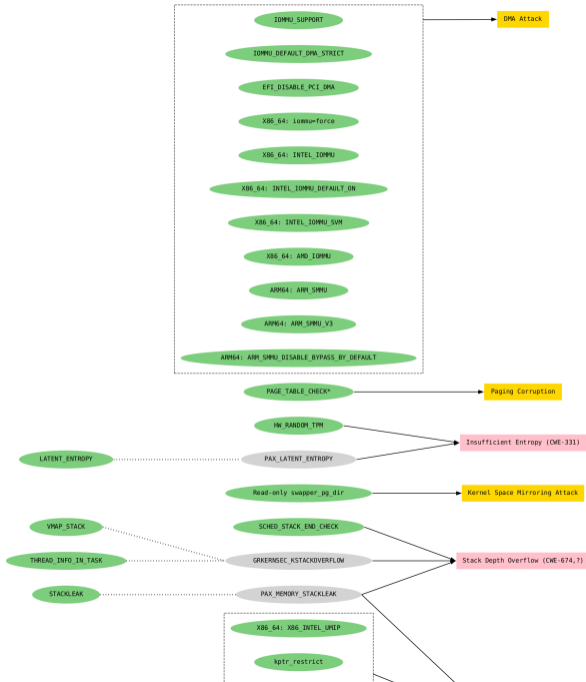 IOMMU_SUPPORT
DMA Attack
IOMMU_DEFAULT_DMA_STRICT
EFI_DISABLE_PCI_DMA
X86_64: iommu=force
X86_64: INTEL_IOMMU
X86_64: INTEL_IOMMU_DEFAULT_ON
X86_64: INTEL_IOMMU_SVM
X86_64: AMD_IOMMU
ARM64: ARM_SMMU
ARM64: ARM_SMMU_V3
ARM64: ARM_SMMU_DISABLE_BYPASS_BY_DEFAULT
PAGE_TABLE_CHECK*
Paging Corruption
HW_RANDOM_TPM
Insufficient Entropy (CWE-331)
LATENT_ENTROPY
PAX_LATENT_ENTROPY
Read-only swapper_pg_dir
Kernel Space Mirroring Attack
VMAP_STACK
SCHED_STACK_END_CHECK
THREAD_INFO_IN_TASK
GRKERNSEC_KSTACKOVERFLOW
Stack Depth Overflow (CWE-674,?)
STACKLEAK
PAX_MEMORY_STACKLEAK
X86_64: X86_INTEL_UMIP
kptr_restrict